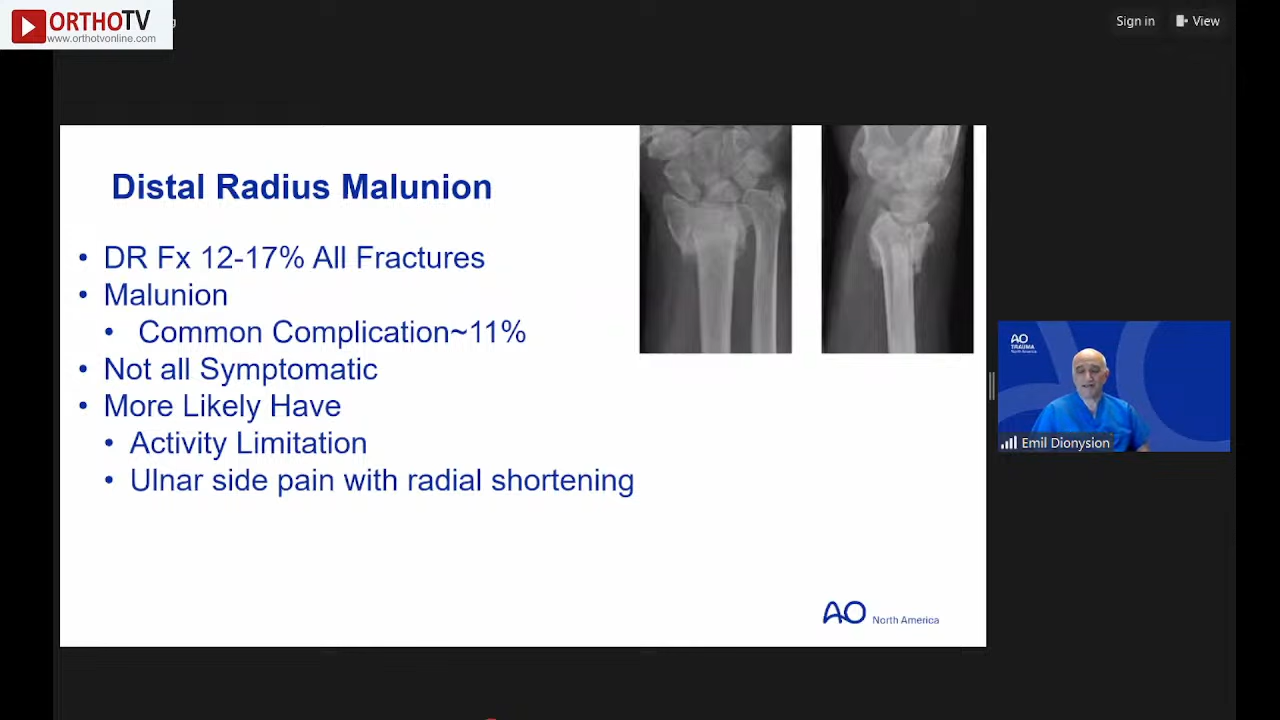 ORTHOTV
www.orthotvonline.com
Sign in
View
Distal Radius Malunion
• DR Fx 12-17% All Fractures
• Malunion
• Common Complication~11%
• Not all Symptomatic
• More Likely Have
• Activity Limitation
• Ulnar side pain with radial shortening
AO North America
AO
TRAUMA
North America
Emil Dionysion